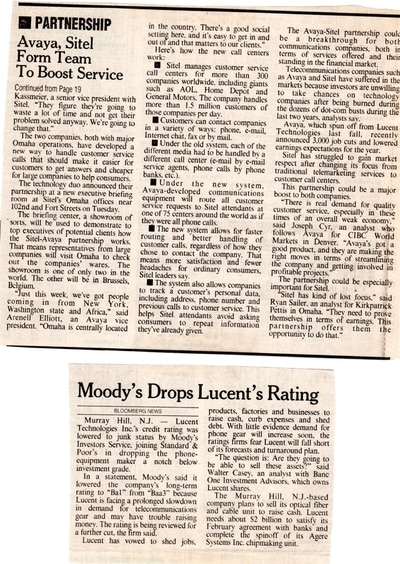 PARTNERSHIP
Avaya, Sitel
Form Team
To Boost Service
Continued from Page 19
Kassmeier, a senior vice president with
Sitel. "They figure they're going to
waste a lot of time and not get their
problem solved anyway. We're going to
change that."
The two companies, both with major
Omaha operations, have developed a
new way to handle customer service
calls that should make it easier for
customers to get answers and cheaper
for large companies to help consumers.
The technology duo announced their
partnership at a new executive briefing
room at Sitel's Omaha offices near
102nd and Fort Streets on Tuesday.
The briefing center, a showroom of
sorts, will be used to demonstrate to
top executives of potential clients how
the Sitel-Avaya partnership works.
That means representatives from large
companies will visit Omaha to check
out the companies' wares. The
showroom is one of only two in the
world. The other will be in Brussels,
Belgium.
"Just this week, we've got people
coming in from New York,
Washington state and Africa," said
Arenell Elliott, an Avaya vice
president. "Omaha is centrally located
in the country. There's a good social
setting here, and it's easy to get in and
out of and that matters to our clients."
Here's how the new call centers
work:
■ Sitel manages customer service
call centers for more than 300
companies worldwide, including giants
such as AOL, Home Depot and
General Motors. The company handles
more than 1.5 million customers of
those companies per day.
■ Customers can contact companies
in a variety of ways: phone, e-mail,
Internet chat, fax or by mail.
■ Under the old system, each of the
different media had to be handled by a
different call center (e-mail by e-mail
service agents, phone calls by phone
banks, etc.).
■ Under the new system,
Avaya-developed communications
equipment will route all customer
service requests to Sitel attendants at
one of 75 centers around the world as if
they were all phone calls.
■ The new system allows for faster
routing and better handling of
customer calls, regardless of how they
chose to contact the company. That
means more satisfaction and fewer
headaches for ordinary consumers,
Sitel leaders say.
■ The system also allows companies
to track a customer's personal data,
including address, phone number and
previous calls to customer service. This
helps Sitel attendants avoid asking
consumers to repeat information
they've already given.
The Avaya-Sitel partnership could
be a breakthrough for both
communications companies, both in
terms of services offered and their
standing in the financial market.
Telecommunications companies such
as Avaya and Sitel have suffered in the
markets because investors are unwilling
to take chances on technology
companies after being burned during
the dozens of dot-com busts during the
last two years, analysts say.
Avaya, which spun off from Lucent
Technologies last fall, recently
announced 3,000 job cuts and lowered
earnings expectations for the year.
Sitel has struggled to gain market
respect after changing its focus from
traditional telemarketing services to
customer call centers.
This partnership could be a major
boost to both companies.
"There is real demand for quality
customer service, especially in these
times of an overall weak economy,"
said Joseph Cyr, an analyst who
follows Avaya for CIBC World
Markets in Denver. "Avaya's got a
good product, and they are making the
right moves in terms of streamlining
the company and getting involved in
profitable projects.
The partnership could be especially
important for Sitel.
"Sitel has kind of lost focus," said
Ryan Sailer, an analyst for Kirkpatrick
Pettis in Omaha. "They need to prove
themselves in terms of earnings. This
partnership offers them the
opportunity to do that."
Moody's Drops Lucent's Rating
BLOOMBERG NEWS
Murray Hill, N.J. — Lucent
Technologies Inc.'s credit rating was
lowered to junk status by Moody's
Investors Service, joining Standard &
Poor's in dropping the phone-
equipment maker a notch below
investment grade.
In a statement, Moody's said it
lowered the company's long-term
rating to "Ba1" from "Baa3" because
Lucent is facing a prolonged slowdown
in demand for telecommunications
gear and may have trouble raising
money. The rating is being reviewed for
a further cut, the firm said.
Lucent has vowed to shed jobs,
products, factories and businesses to
raise cash, curb expenses and shed
debt. With little evidence demand for
phone gear will increase soon, the
ratings firms fear Lucent will fall short
of its forecasts and turnaround plan.
"The question is: Are they going to
be able to sell these assets?" said
Walter Casey, an analyst with Banc
One Investment Advisors, which owns
Lucent shares.
The Murray Hill, N.J.-based
company plans to sell its optical fiber
and cable unit to raise cash. Lucent
needs about $2 billion to satisfy its
February agreement with banks and
complete the spinoff of its Agere
Systems Inc. chipmaking unit.